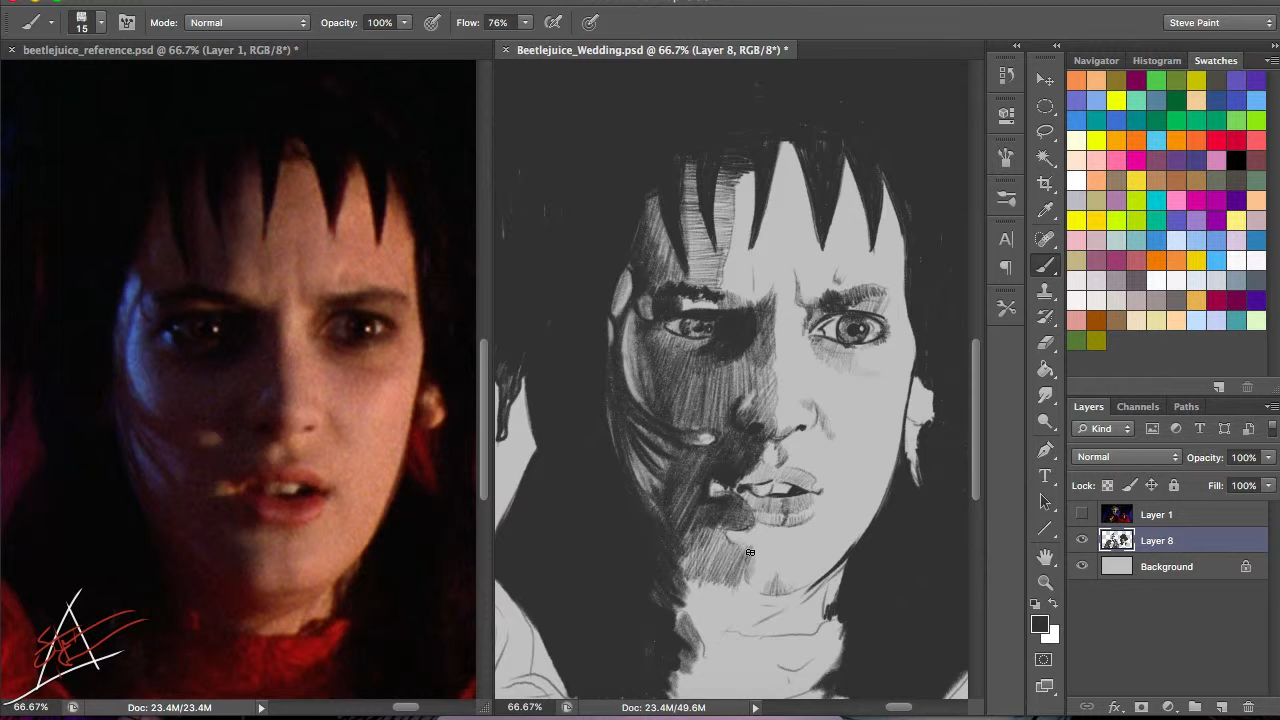 15 Mode: Normal Opacity: 100% Flow: 76% Steve Paint
× beetlejuice_reference.psd @ 66.7% (Layer 1, RGB/8*) *
× Beetlejuice_Wedding.psd @ 66.7% (Layer 8, RGB/8*) *
Navigator Histogram Swatches
Layers Channels Paths
Kind
Normal Opacity: 100%
Lock: Fill: 100%
Layer 1
Layer 8
Background
66.67% Doc: 23.4M/23.4M
66.67% Doc: 23.4M/49.6M